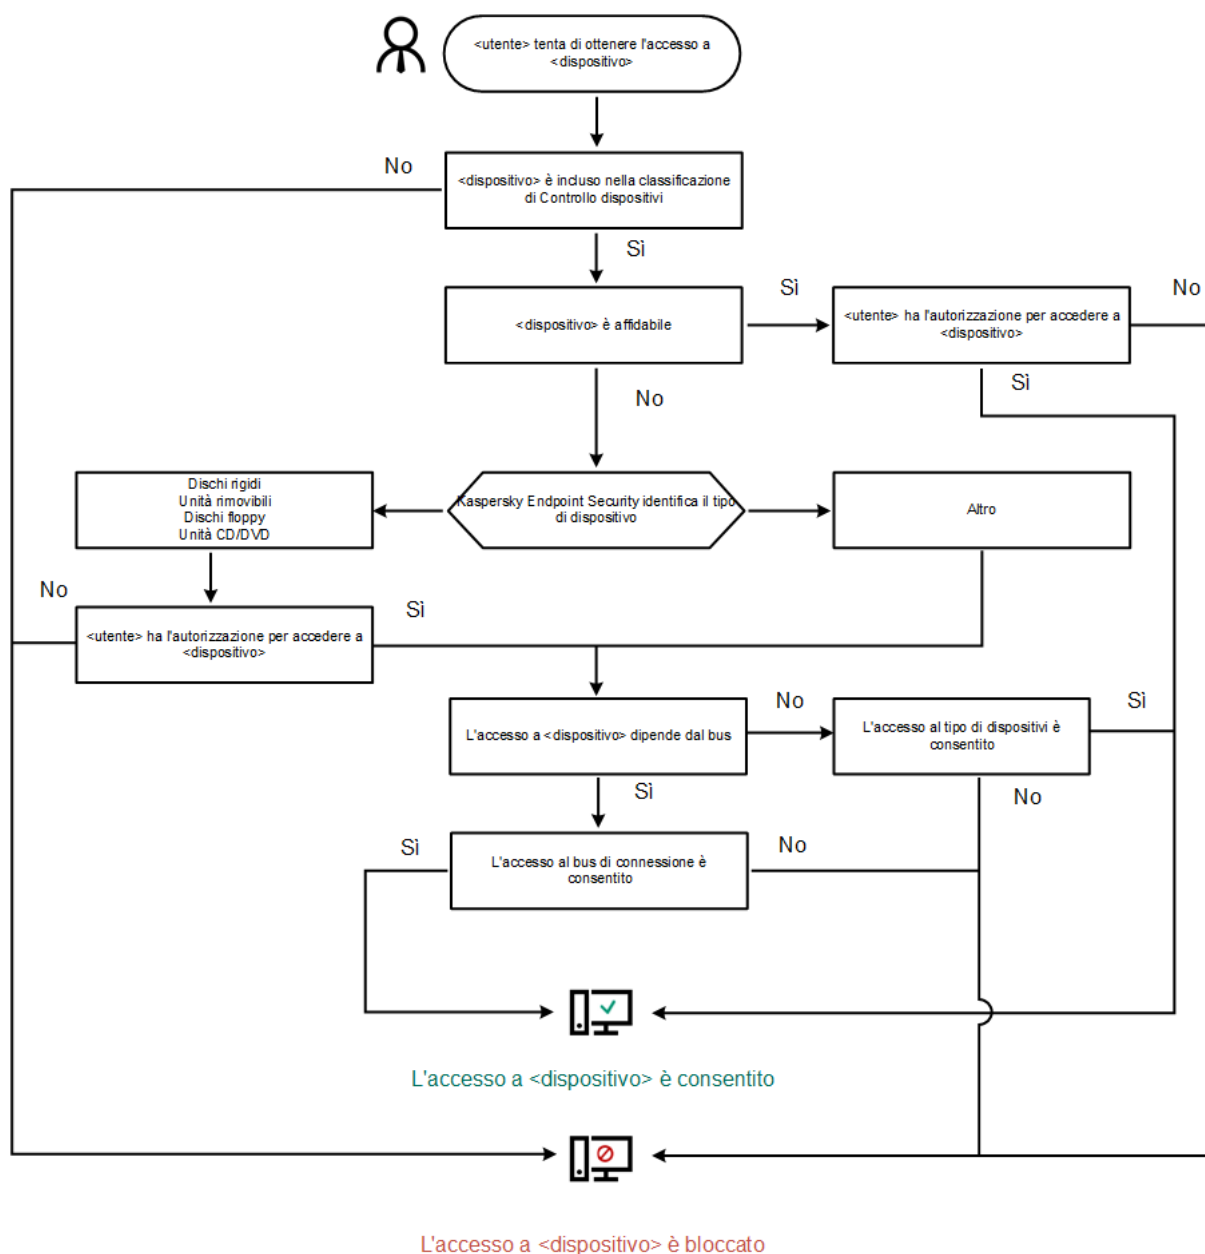 <utente> tenta di ottenere l'accesso a
<dispositivo>
No
<dispositivo> è incluso nella classificazione
di Controllo dispositivi
Sì
<dispositivo> è affidabile
Sì
<utente> ha l'autorizzazione per accedere a
<dispositivo>
No
Sì
No
Dischi rigidi
Unità rimovibili
Dischi floppy
Unità CD/DVD
Kaspersky Endpoint Security identifica il tipo
di dispositivo
Altro
No
<utente> ha l'autorizzazione per accedere a
<dispositivo>
Sì
L'accesso a <dispositivo> dipende dal bus
No
L'accesso al tipo di dispositivi è
consentito
Sì
Sì
No
Sì
L'accesso al bus di connessione è
consentito
No
L'accesso a <dispositivo> è consentito
L'accesso a <dispositivo> è bloccato